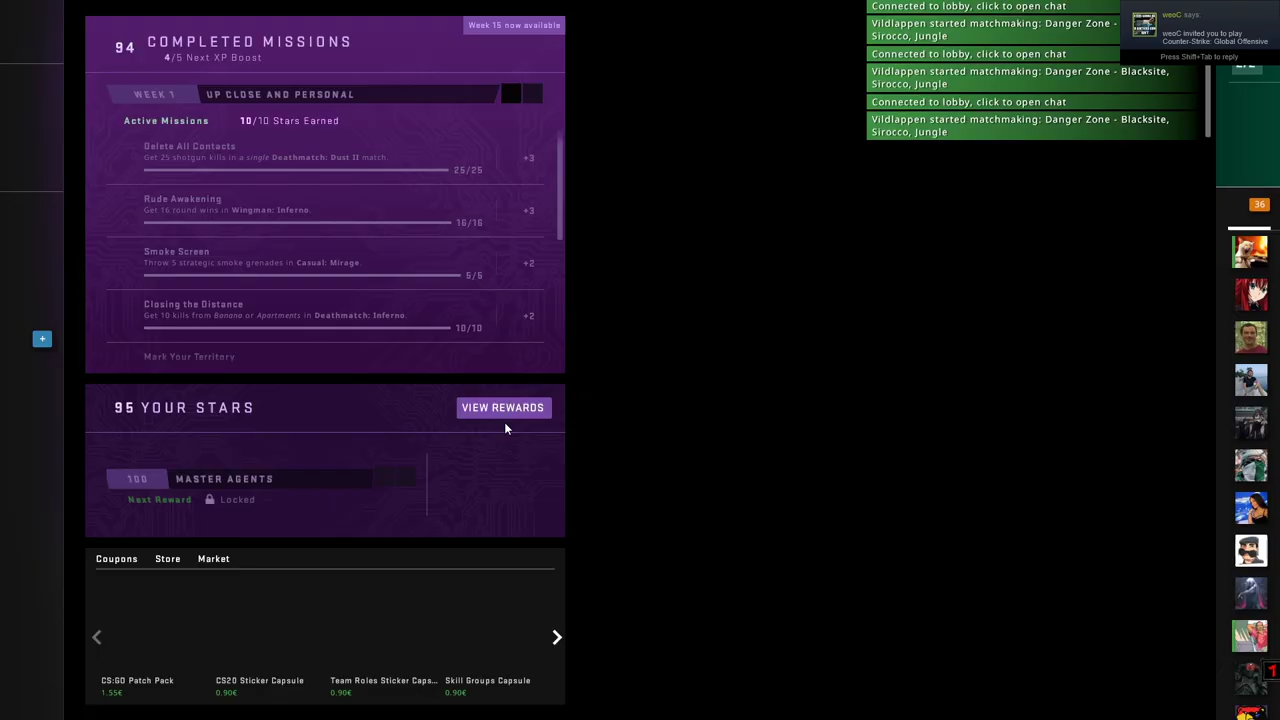 Week 15 now available
94 COMPLETED MISSIONS
4/5 Next XP Boost
WEEK 1 UP CLOSE AND PERSONAL
Active Missions 10/10 Stars Earned
Delete All Contacts
Get 25 shotgun kills in a single Deathmatch: Dust II match.
+3
25/25
Rude Awakening
Get 16 round wins in Wingman: Inferno.
+3
16/16
Smoke Screen
Throw 5 strategic smoke grenades in Casual: Mirage.
+2
5/5
Closing the Distance
Get 10 kills from Banana or Apartments in Deathmatch: Inferno.
+2
10/10
Mark Your Territory
95 YOUR STARS
VIEW REWARDS
100 MASTER AGENTS
Next Reward Locked
Coupons Store Market
CS:GO Patch Pack
1.55€
CS20 Sticker Capsule
0.90€
Team Roles Sticker Caps...
0.90€
Skill Groups Capsule
0.90€
+
Connected to lobby, click to open chat
Vildlappen started matchmaking: Danger Zone -
Sirocco, Jungle
Connected to lobby, click to open chat
Vildlappen started matchmaking: Danger Zone - Blacksite,
Sirocco, Jungle
Connected to lobby, click to open chat
Vildlappen started matchmaking: Danger Zone - Blacksite,
Sirocco, Jungle
weoC says:
weoC invited you to play
Counter-Strike: Global Offensive
Press Shift+Tab to reply
36
1